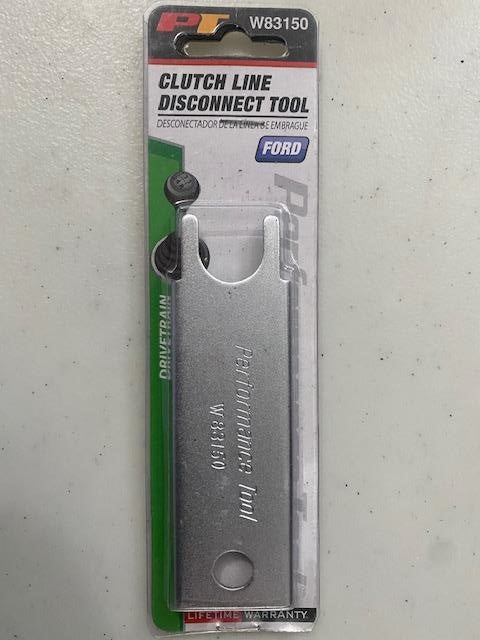 PT W83150
CLUTCH LINE
DISCONNECT TOOL
DESCONECTADOR DE LA LINEA DE EMBRAGUE
FORD
DRIVETRAIN
Performance Tool
W83150
LIFETIME WARRANTY